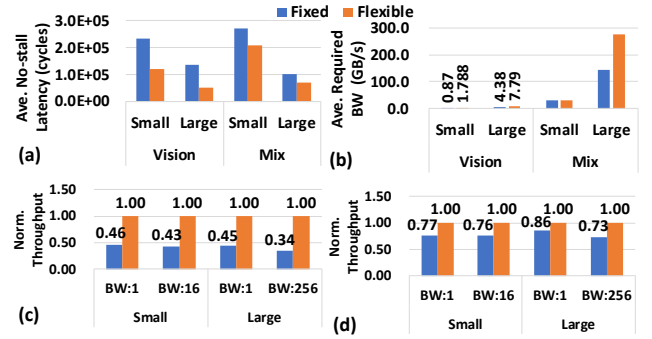 Fixed Flexible
Ave. No-stall
Latency (cycles)
3.0E+05
2.0E+05
1.0E+05
0.0E+00
Small Large Small Large
Vision Mix
(a)
Ave. Required
BW (GB/s)
300.0
200.0
100.0
0.0
0.87 1.788 4.38 7.79
Small Large Small Large
Vision Mix
(b)
Norm.
Throughput
1.50
1.00
0.50
0.00
1.00 1.00 1.00 1.00
0.46 0.43 0.45 0.34
BW:1 BW:16 BW:1 BW:256
Small Large
(c)
Norm.
Throughput
1.50
1.00
0.50
0.00
1.00 1.00 1.00 1.00
0.77 0.76 0.86 0.73
BW:1 BW:16 BW:1 BW:256
Small Large
(d)